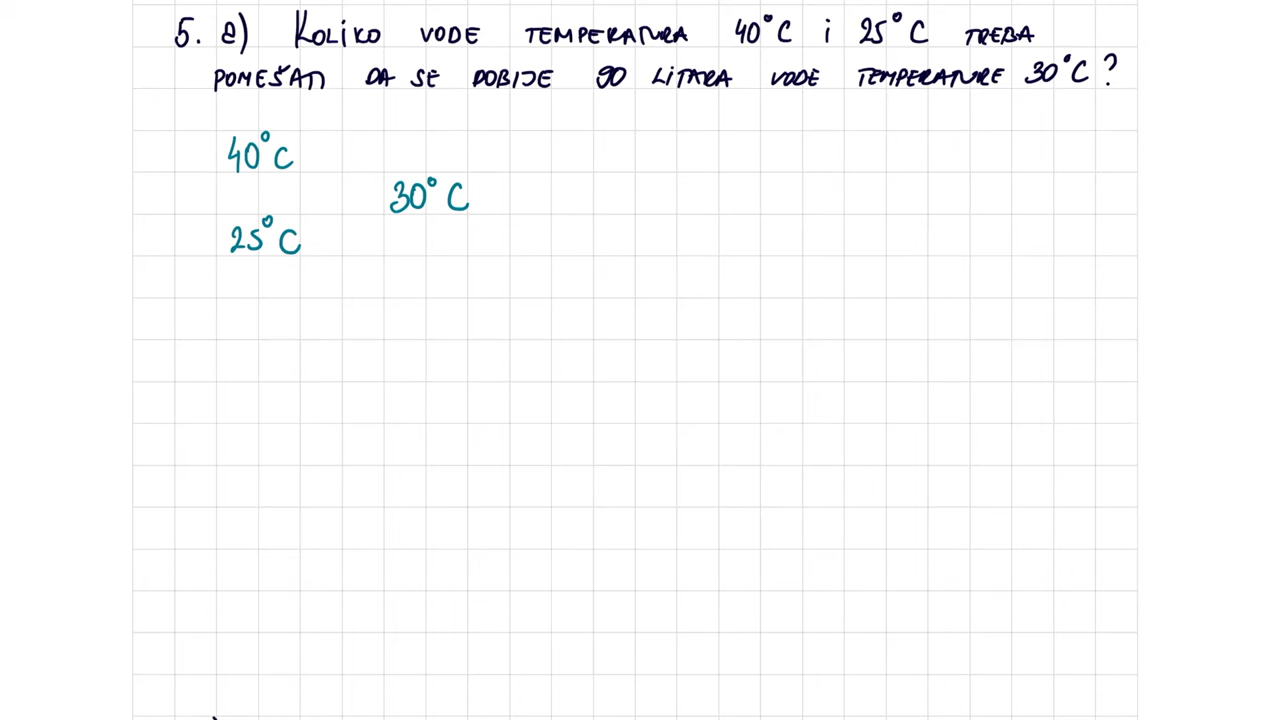 5. a) KOLIKO VODE TEMPERATURA 40°C i 25°C TREBA
POMEŠATI DA SE DOBIJE 90 LITARA VODE TEMPERATURE 30°C?
40°C
30°C
25°C